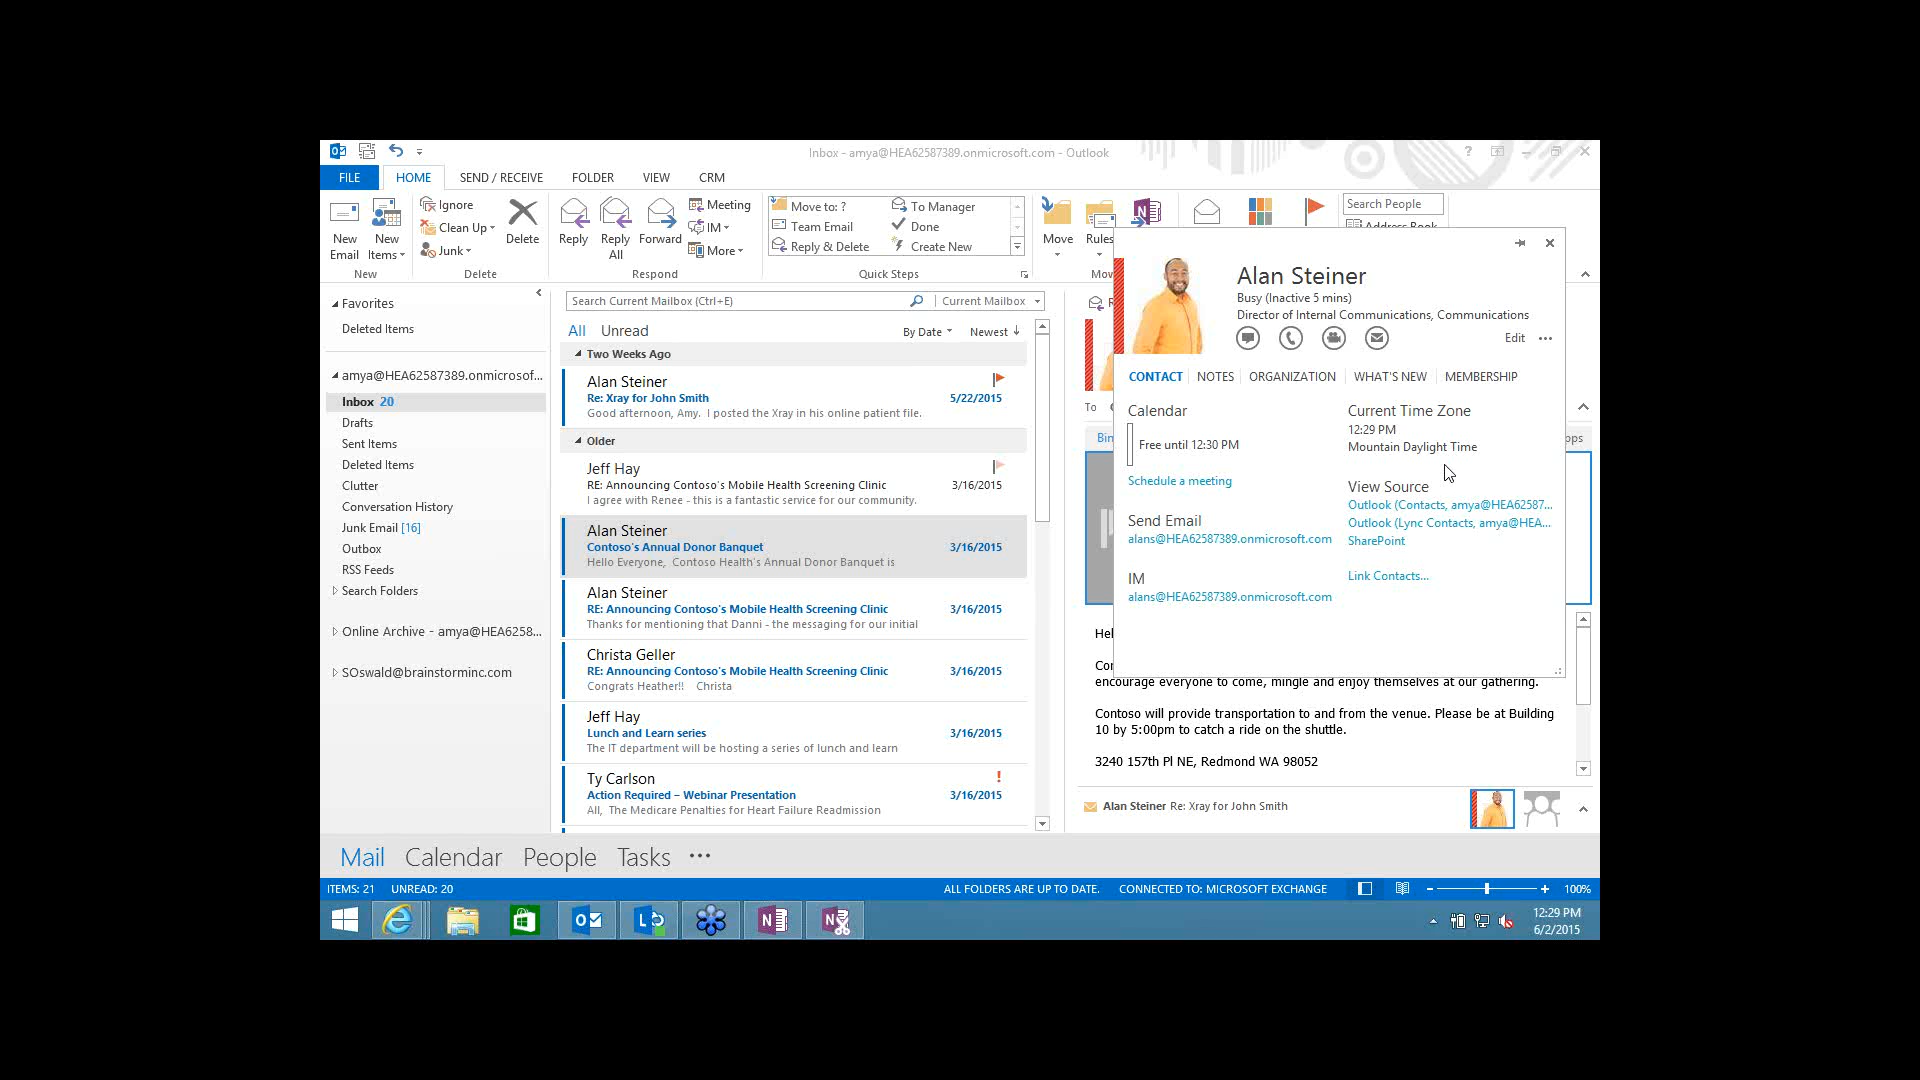 Inbox - amya@HEA62587389.onmicrosoft.com - Outlook
FILE HOME SEND / RECEIVE FOLDER VIEW CRM
New Email
New Items
Ignore
Clean Up
Junk
Delete
Reply
Reply All
Forward
Meeting
IM
More
Move to: ?
Team Email
Reply & Delete
To Manager
Done
Create New
Move
Rules
Search People
Address Book
New
Delete
Respond
Quick Steps
Favorites
Deleted Items
amya@HEA62587389.onmicrosof...
Inbox 20
Drafts
Sent Items
Deleted Items
Clutter
Conversation History
Junk Email [16]
Outbox
RSS Feeds
Search Folders
Online Archive - amya@HEA6258...
SOswald@brainstorminc.com
Search Current Mailbox (Ctrl+E)
Current Mailbox
All Unread
By Date Newest
Two Weeks Ago
Alan Steiner
Re: Xray for John Smith 5/22/2015
Good afternoon, Amy. I posted the Xray in his online patient file.
Older
Jeff Hay
RE: Announcing Contoso's Mobile Health Screening Clinic 3/16/2015
I agree with Renee - this is a fantastic service for our community.
Alan Steiner
Contoso's Annual Donor Banquet 3/16/2015
Hello Everyone, Contoso Health's Annual Donor Banquet is
Alan Steiner
RE: Announcing Contoso's Mobile Health Screening Clinic 3/16/2015
Thanks for mentioning that Danni - the messaging for our initial
Christa Geller
RE: Announcing Contoso's Mobile Health Screening Clinic 3/16/2015
Congrats Heather!! Christa
Jeff Hay
Lunch and Learn series 3/16/2015
The IT department will be hosting a series of lunch and learn
Ty Carlson !
Action Required – Webinar Presentation 3/16/2015
All, The Medicare Penalties for Heart Failure Readmission
To
Alan Steiner
Busy (Inactive 5 mins)
Director of Internal Communications, Communications
Edit ...
CONTACT NOTES ORGANIZATION WHAT'S NEW MEMBERSHIP
Calendar
Free until 12:30 PM
Schedule a meeting
Send Email
alans@HEA62587389.onmicrosoft.com
IM
alans@HEA62587389.onmicrosoft.com
Current Time Zone
12:29 PM
Mountain Daylight Time
View Source
Outlook (Contacts, amya@HEA62587...
Outlook (Lync Contacts, amya@HEA...
SharePoint
Link Contacts...
encourage everyone to come, mingle and enjoy themselves at our gathering.
Contoso will provide transportation to and from the venue. Please be at Building
10 by 5:00pm to catch a ride on the shuttle.
3240 157th Pl NE, Redmond WA 98052
Alan Steiner Re: Xray for John Smith
Mail Calendar People Tasks ...
ITEMS: 21 UNREAD: 20 ALL FOLDERS ARE UP TO DATE. CONNECTED TO: MICROSOFT EXCHANGE 100%
12:29 PM
6/2/2015